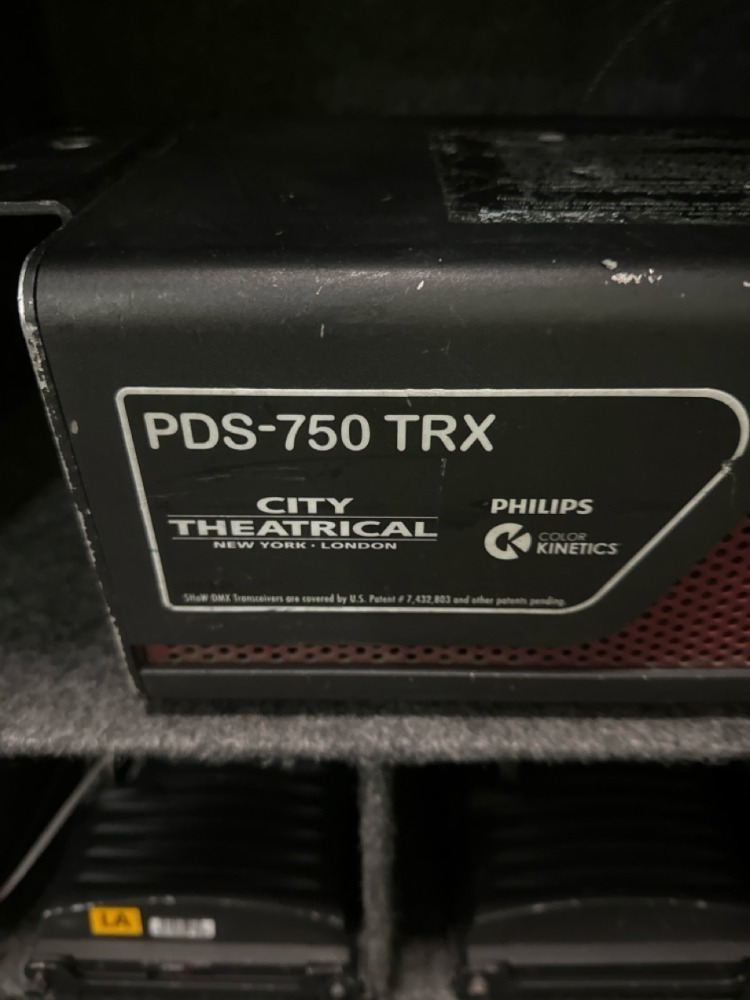 PDS-750 TRX
CITY
THEATRICAL
NEW YORK · LONDON
PHILIPS
COLOR
KINETICS
SHoW DMX Transceivers are covered by U.S. Patent # 7,432,803 and other patents pending.
LA